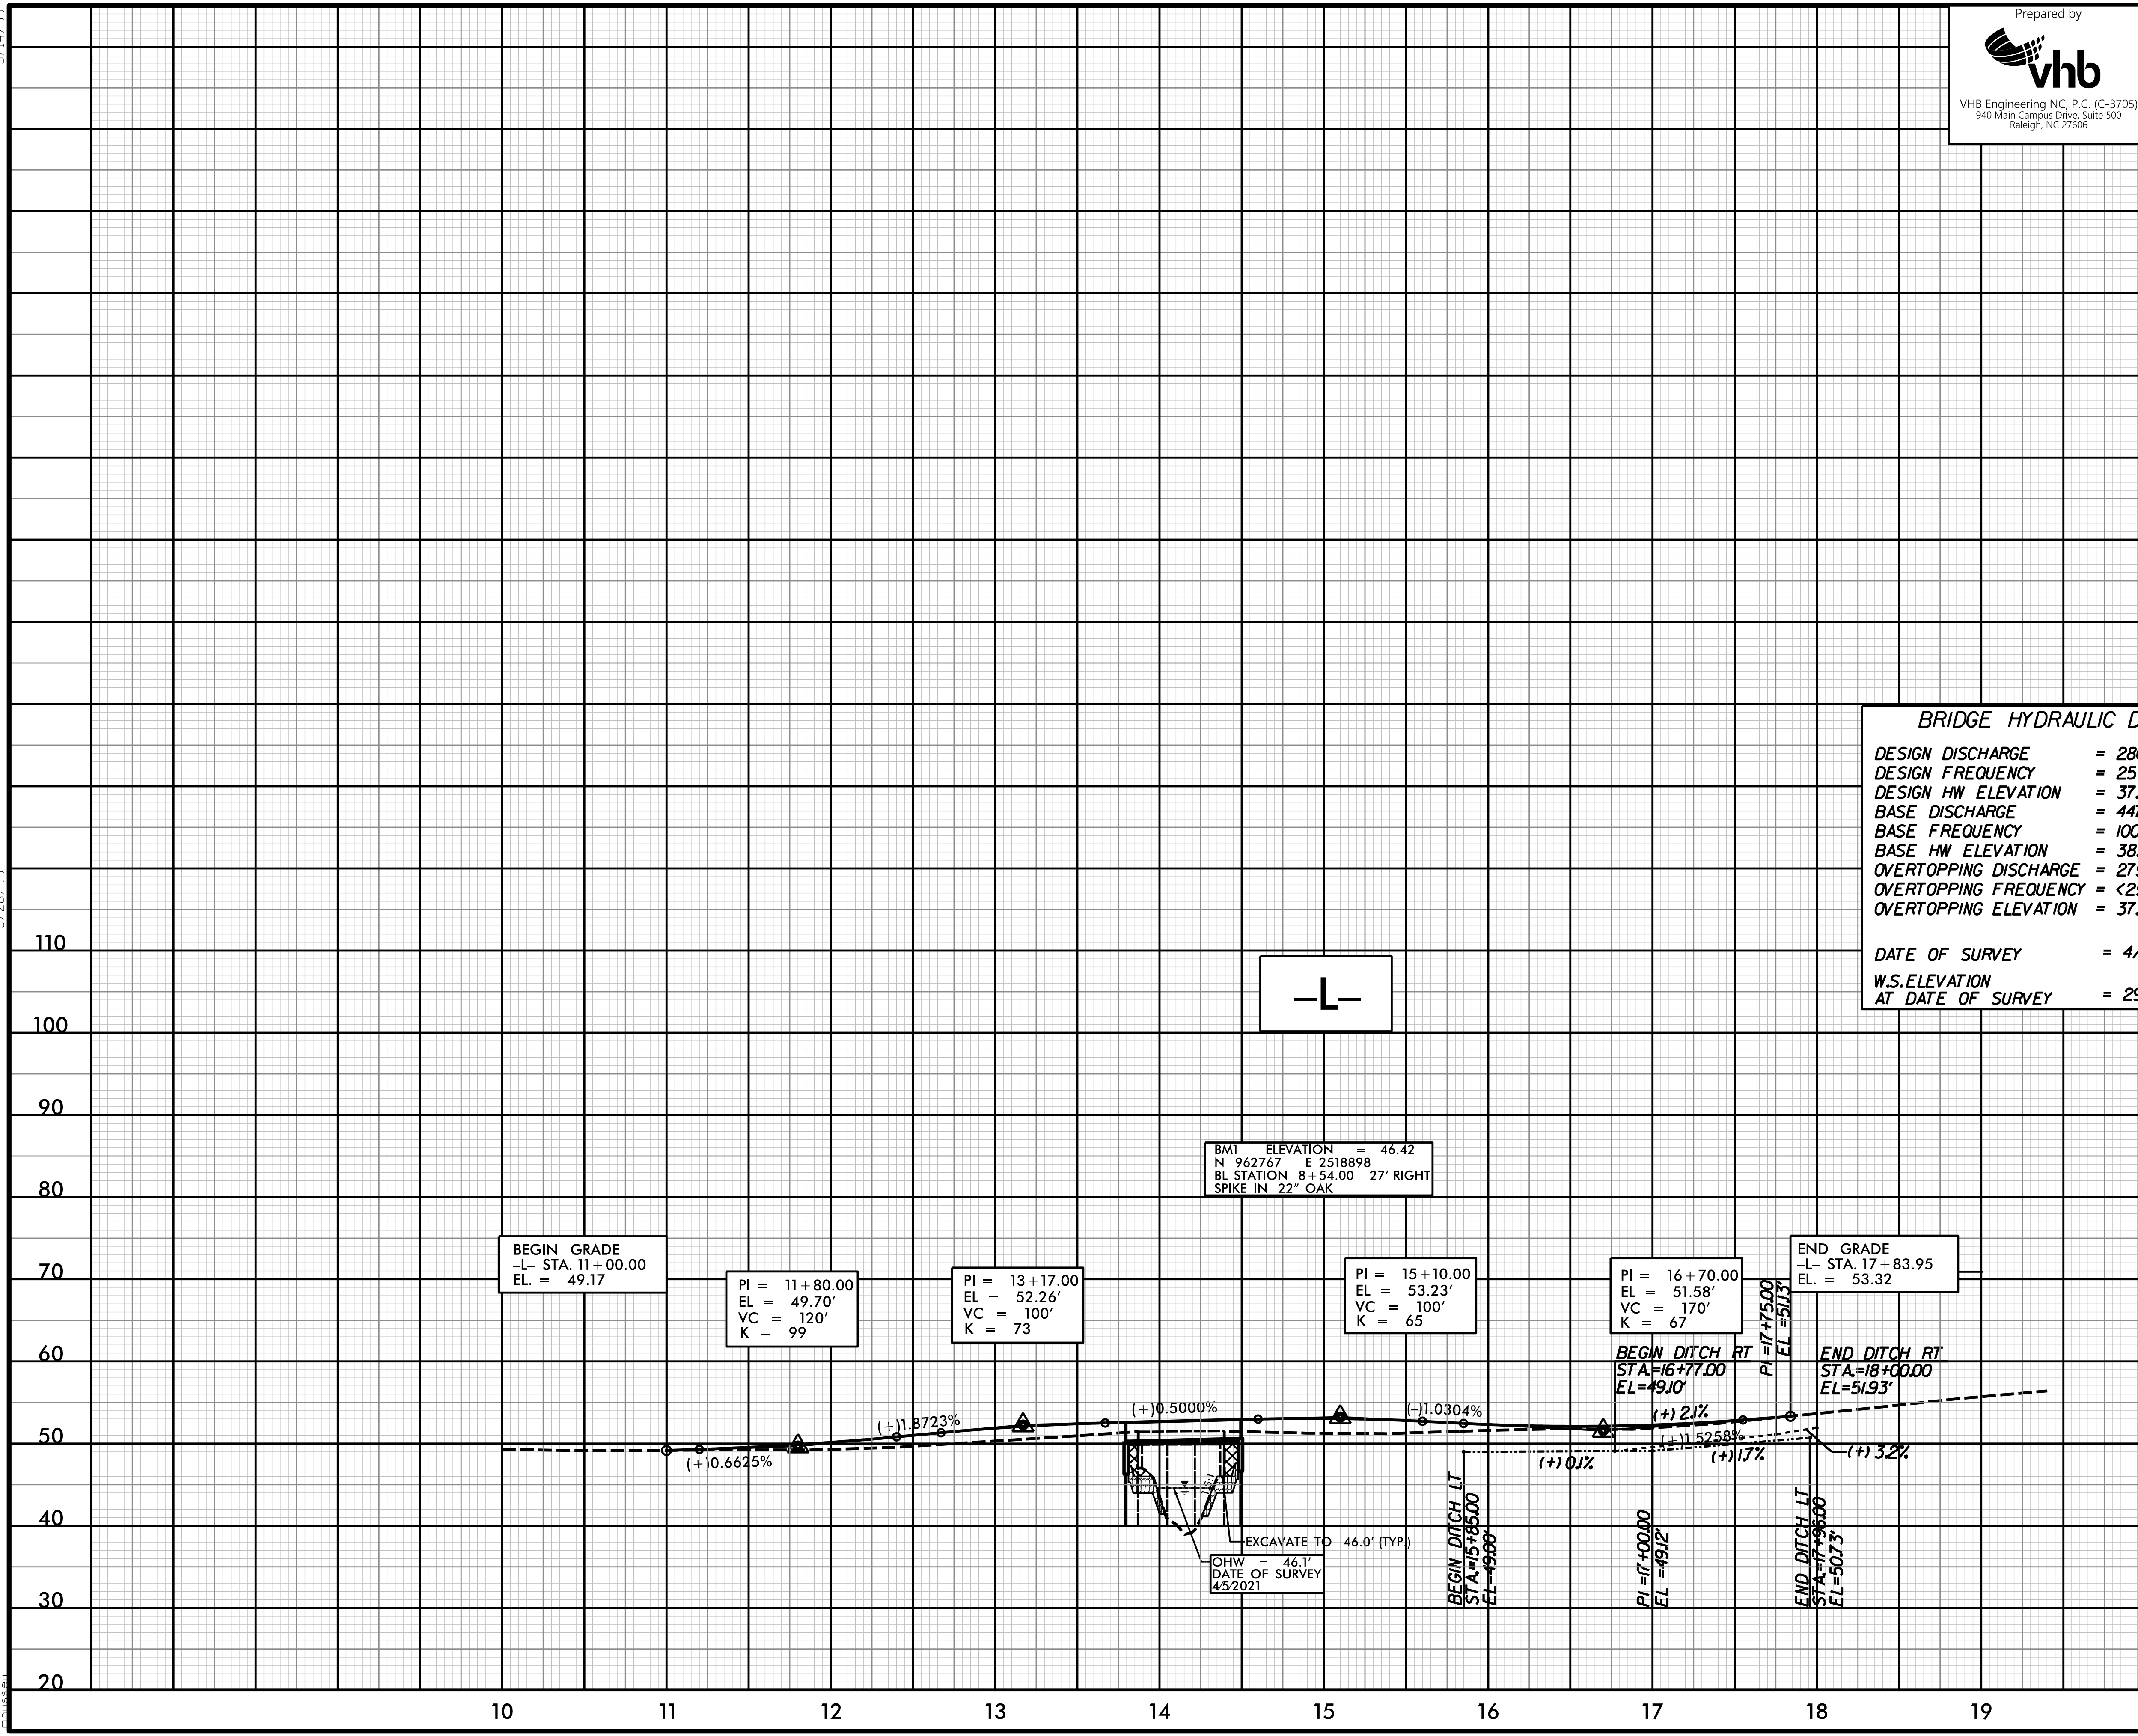 Prepared by
vhb
VHB Engineering NC, P.C. (C-3705)
940 Main Campus Drive, Suite 500
Raleigh, NC 27606
BRIDGE HYDRAULIC
DESIGN DISCHARGE =
DESIGN FREQUENCY = 25
DESIGN HW ELEVATION = 37.
BASE DISCHARGE =
BASE FREQUENCY = 100
BASE HW ELEVATION = 38.
OVERTOPPING DISCHARGE =
OVERTOPPING FREQUENCY =
OVERTOPPING ELEVATION = 37.
DATE OF SURVEY = 4/
W.S.ELEVATION
AT DATE OF SURVEY = 29
110
100
90
80
70
60
50
40
30
20
–L–
BM1 ELEVATION = 46.42
N 962767 E 2518898
BL STATION 8+54.00 27' RIGHT
SPIKE IN 22" OAK
BEGIN GRADE
–L– STA. 11+00.00
EL. = 49.17
PI = 11+80.00
EL = 49.70'
VC = 120'
K = 99
PI = 13+17.00
EL = 52.26'
VC = 100'
K = 73
PI = 15+10.00
EL = 53.23'
VC = 100'
K = 65
PI = 16+70.00
EL = 51.58'
VC = 170'
K = 67
PI =17+75.00
EL =51.13'
END GRADE
–L– STA. 17+83.95
EL. = 53.32
BEGIN DITCH RT
STA.=16+77.00
EL=49.10'
END DITCH RT
STA.=18+00.00
EL=51.93'
(+)0.6625%
(+)1.8723%
(+)0.5000%
(–)1.0304%
(+) 2.1%
(+)1.5258%
(+) 0.1%
(+) 1.7%
(+) 3.2%
EXCAVATE TO 46.0' (TYP.)
OHW = 46.1'
DATE OF SURVEY
4/5/2021
BEGIN DITCH LT
STA.=15+85.00
EL=49.00'
PI =17+00.00
EL =49.12'
END DITCH LT
STA.=17+96.00
EL=50.73'
10 11 12 13 14 15 16 17 18 19